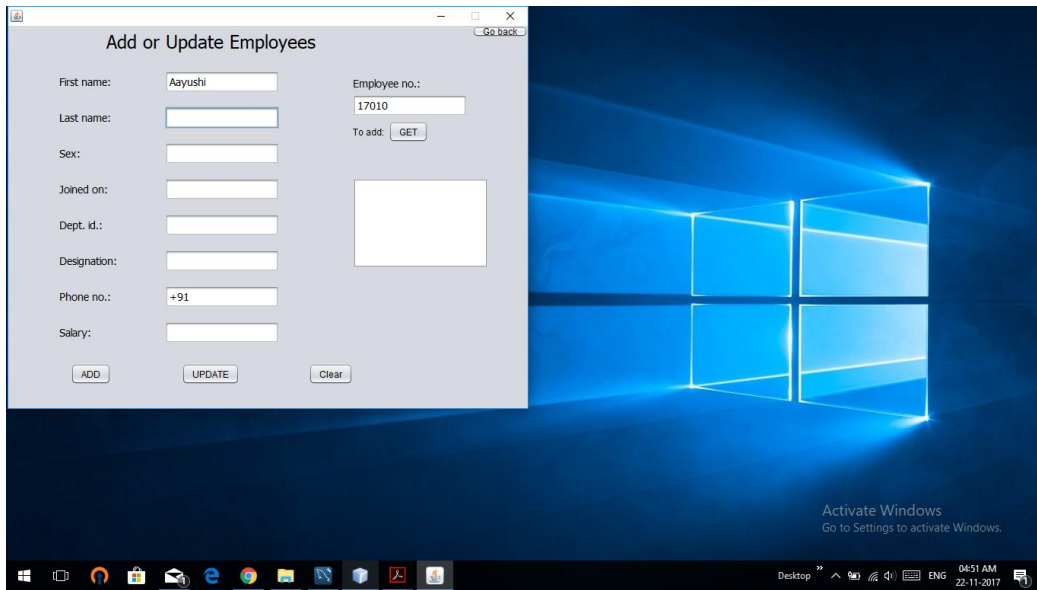 Go back
Add or Update Employees
First name: Aayushi
Employee no.:
17010
Last name:
To add: GET
Sex:
Joined on:
Dept. id.:
Designation:
Phone no.: +91
Salary:
ADD UPDATE Clear
Activate Windows
Go to Settings to activate Windows.
Desktop » ENG 04:51 AM
22-11-2017